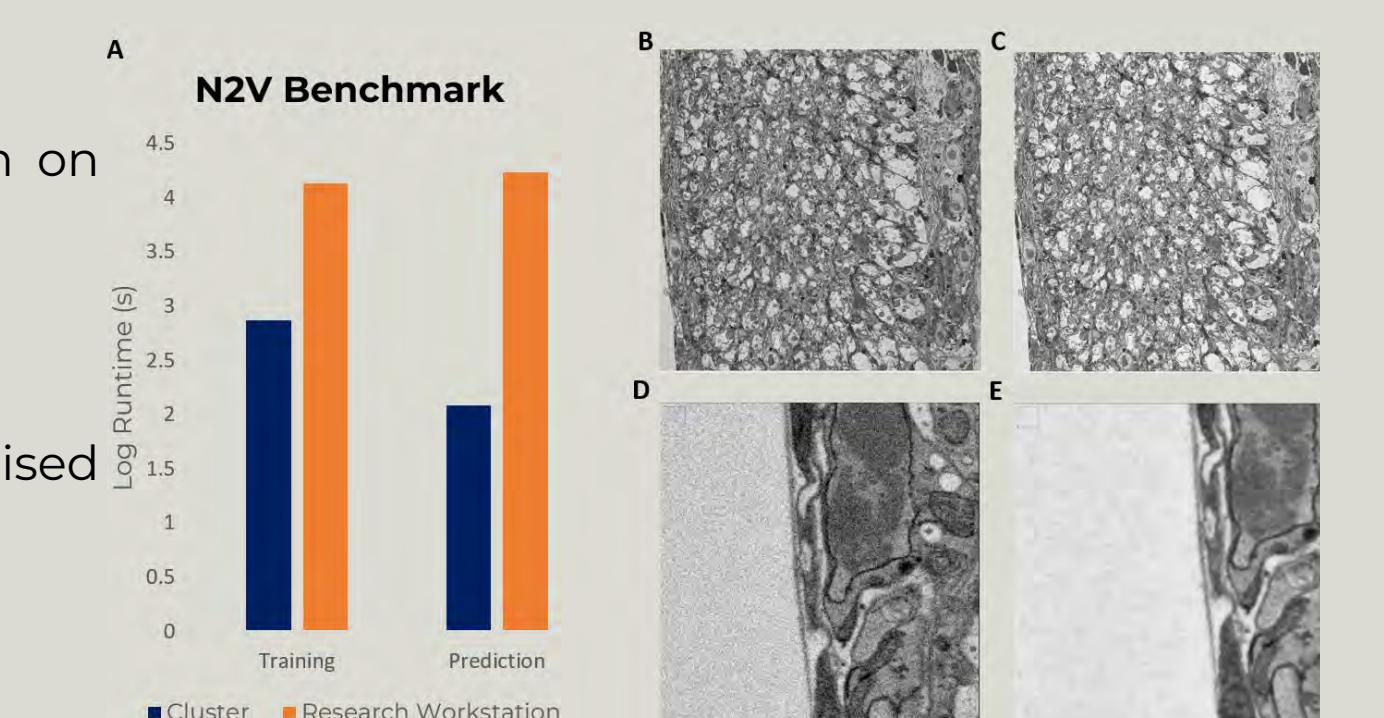 A
N2V Benchmark
4.5
4
3.5
3
2.5
2
1.5
1
0.5
0
Log Runtime (s)
Training Prediction
Cluster Research Workstation
B
C
D
E
on
ised